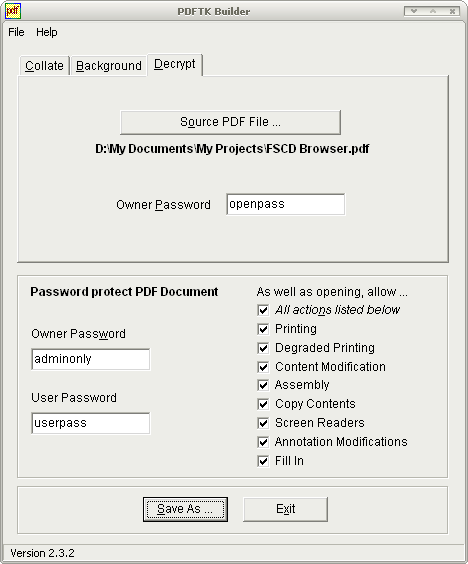 pdf PDFTK Builder
File Help
Collate Background Decrypt
Source PDF File ...
D:\My Documents\My Projects\FSCD Browser.pdf
Owner Password openpass
Password protect PDF Document
Owner Password
adminonly
User Password
userpass
As well as opening, allow ...
All actions listed below
Printing
Degraded Printing
Content Modification
Assembly
Copy Contents
Screen Readers
Annotation Modifications
Fill In
Save As ... Exit
Version 2.3.2